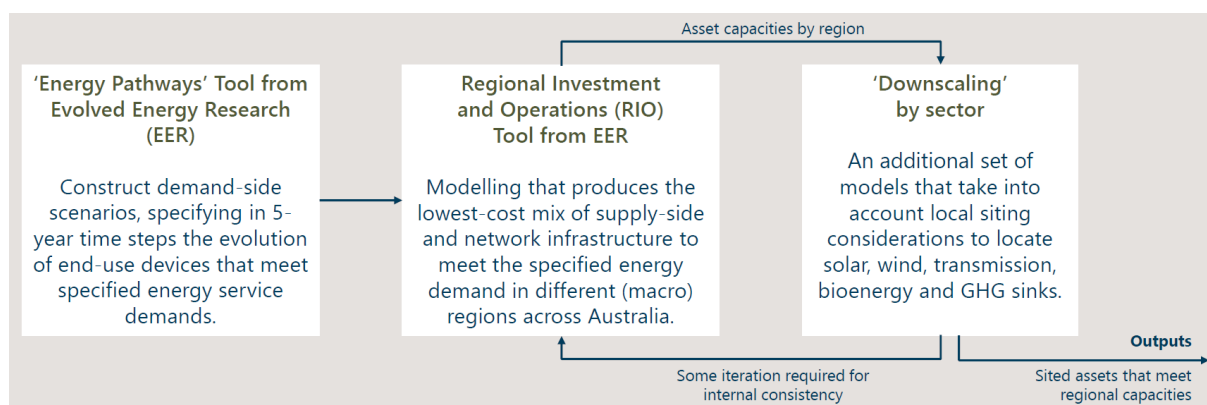 Asset capacities by region
‘Energy Pathways’ Tool from
Evolved Energy Research
(EER)
Construct demand-side
scenarios, specifying in 5-
year time steps the evolution
of end-use devices that meet
specified energy service
demands.
Regional Investment
and Operations (RIO)
Tool from EER
Modelling that produces the
lowest-cost mix of supply-side
and network infrastructure to
meet the specified energy
demand in different (macro)
regions across Australia.
‘Downscaling’
by sector
An additional set of
models that take into
account local siting
considerations to locate
solar, wind, transmission,
bioenergy and GHG sinks.
Some iteration required for
internal consistency
Outputs
Sited assets that meet
regional capacities